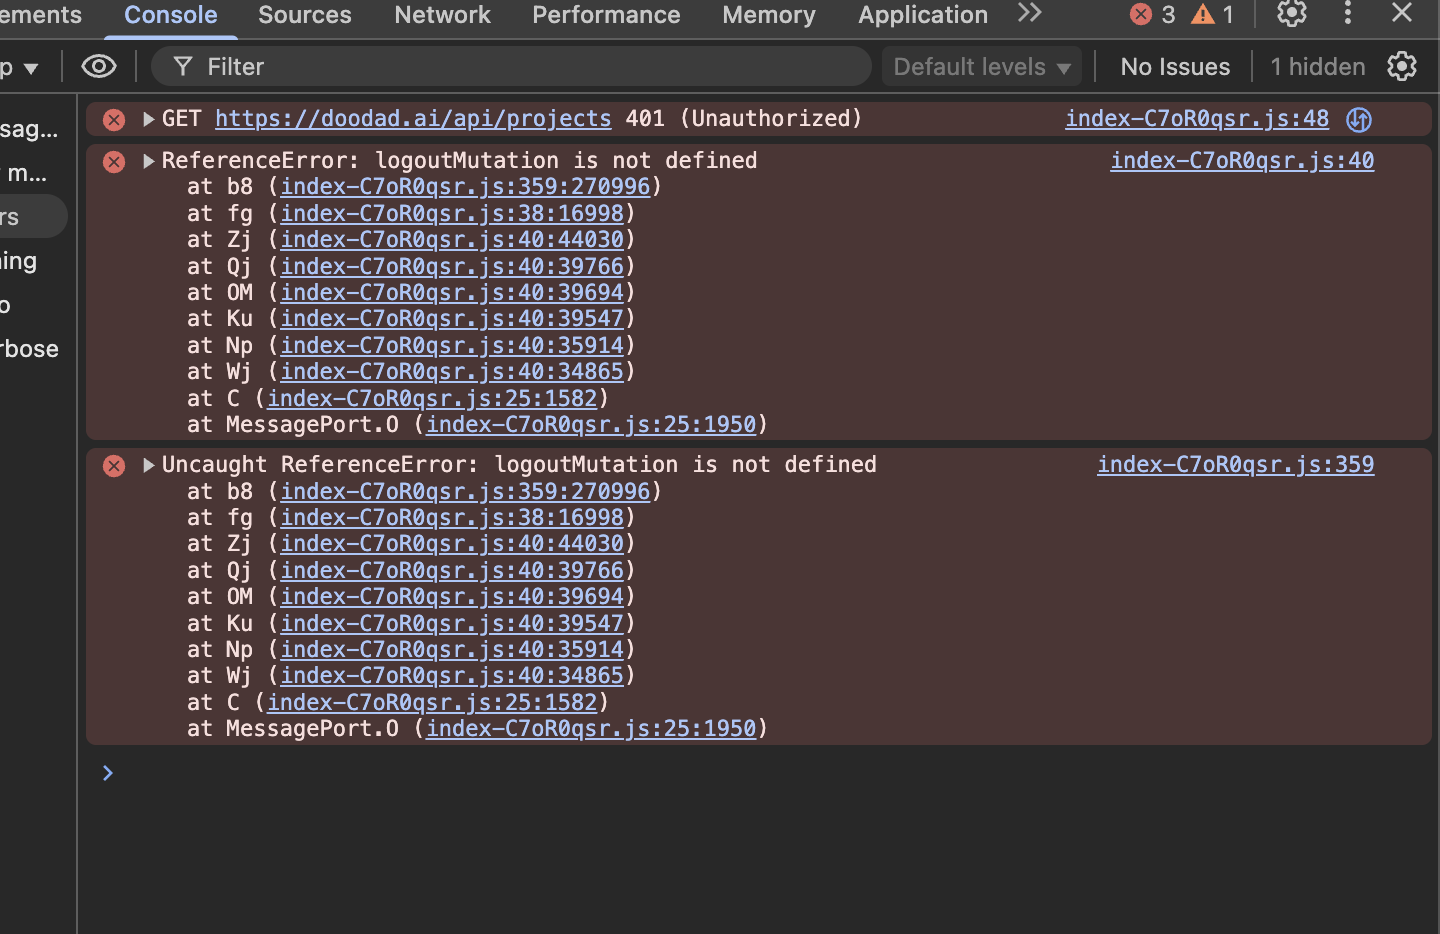 ements Console Sources Network Performance Memory Application 3 1
p Filter Default levels No Issues 1 hidden
sag...
m...
rs
ing
o
rbose
GET https://doodad.ai/api/projects 401 (Unauthorized) index-C7oR0qsr.js:48
ReferenceError: logoutMutation is not defined index-C7oR0qsr.js:40
at b8 (index-C7oR0qsr.js:359:270996)
at fg (index-C7oR0qsr.js:38:16998)
at Zj (index-C7oR0qsr.js:40:44030)
at Qj (index-C7oR0qsr.js:40:39766)
at OM (index-C7oR0qsr.js:40:39694)
at Ku (index-C7oR0qsr.js:40:39547)
at Np (index-C7oR0qsr.js:40:35914)
at Wj (index-C7oR0qsr.js:40:34865)
at C (index-C7oR0qsr.js:25:1582)
at MessagePort.O (index-C7oR0qsr.js:25:1950)
Uncaught ReferenceError: logoutMutation is not defined index-C7oR0qsr.js:359
at b8 (index-C7oR0qsr.js:359:270996)
at fg (index-C7oR0qsr.js:38:16998)
at Zj (index-C7oR0qsr.js:40:44030)
at Qj (index-C7oR0qsr.js:40:39766)
at OM (index-C7oR0qsr.js:40:39694)
at Ku (index-C7oR0qsr.js:40:39547)
at Np (index-C7oR0qsr.js:40:35914)
at Wj (index-C7oR0qsr.js:40:34865)
at C (index-C7oR0qsr.js:25:1582)
at MessagePort.O (index-C7oR0qsr.js:25:1950)